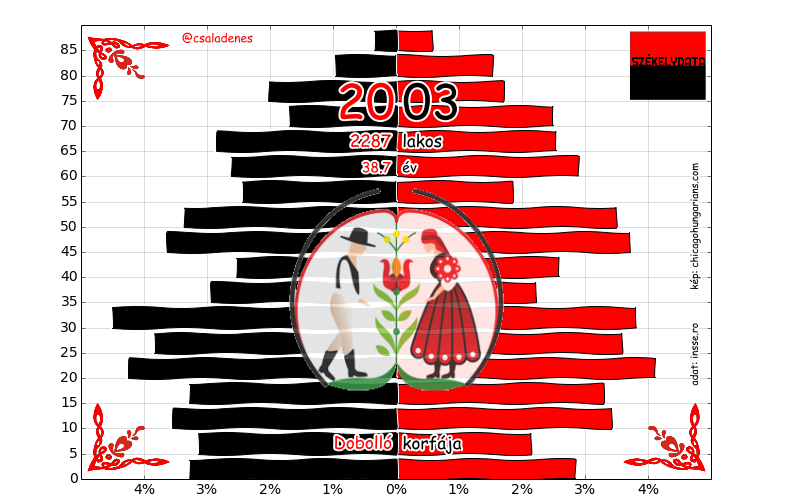 @csaladenes
SZÉKELYDATA
2003
2287 lakos
38.7 év
Dobolló korfája
kép: chicagohungarians.com
adat: insse.ro
85
80
75
70
65
60
55
50
45
40
35
30
25
20
15
10
5
0
4% 3% 2% 1% 0% 1% 2% 3% 4%